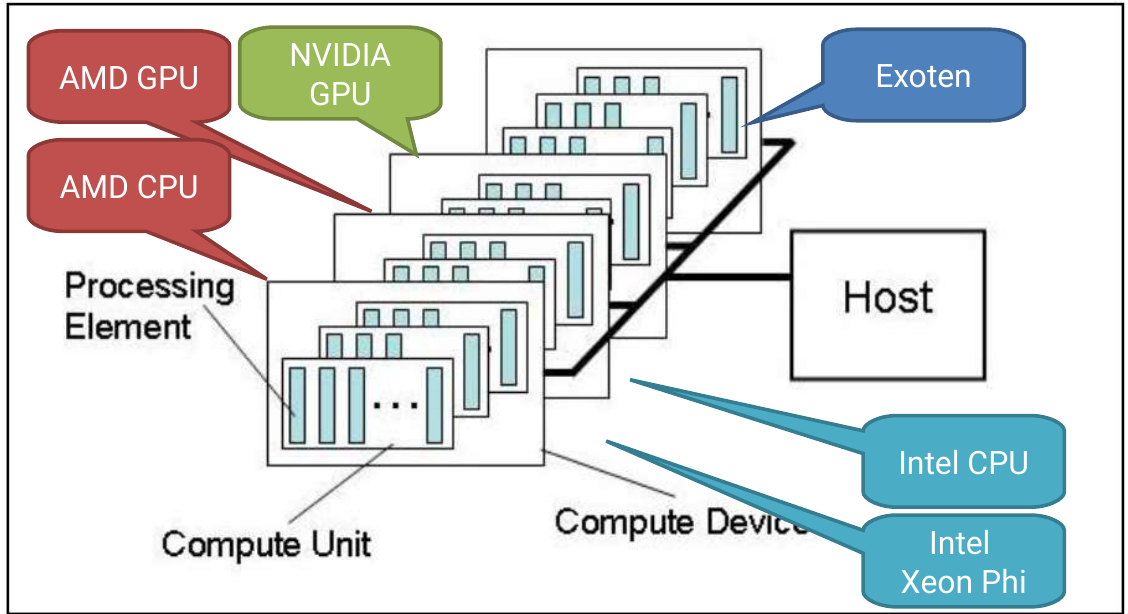 AMD GPU
NVIDIA
GPU
Exoten
AMD CPU
Processing
Element
Host
Intel CPU
Compute Device
Compute Unit
Intel
Xeon Phi